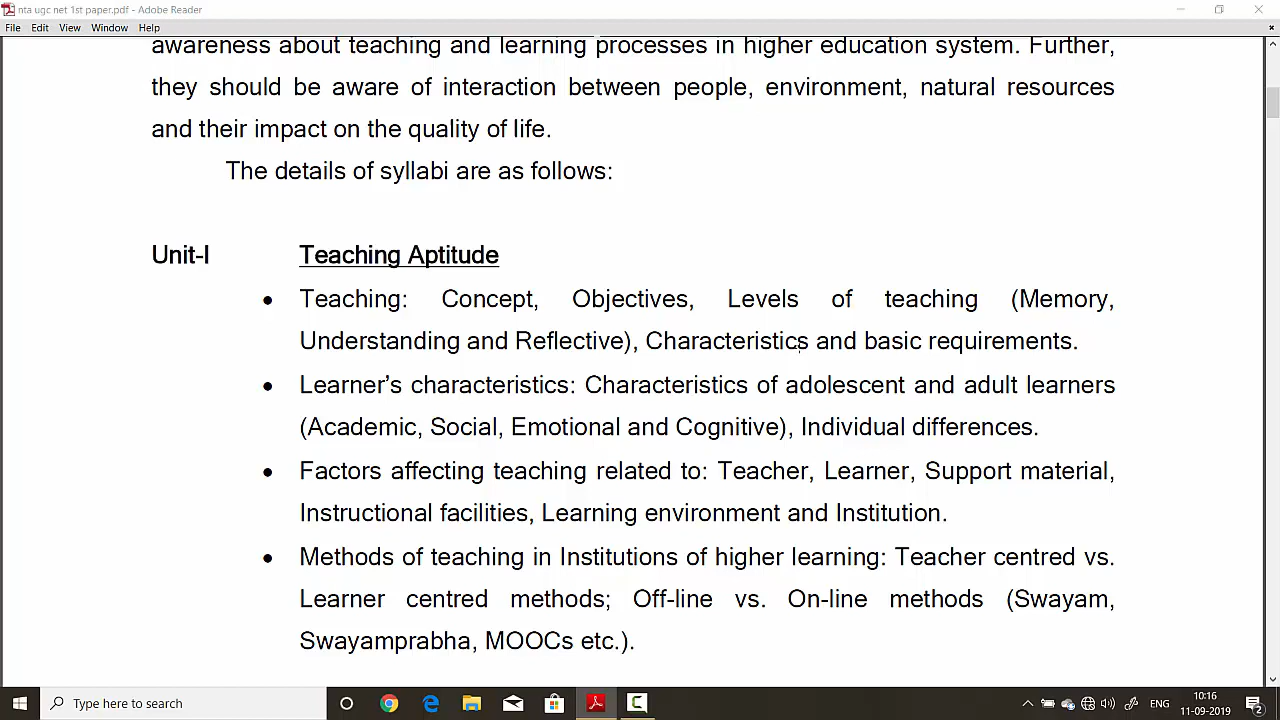 nta ugc net 1st paper.pdf - Adobe Reader
File Edit View Window Help
awareness about teaching and learning processes in higher education system. Further,
they should be aware of interaction between people, environment, natural resources
and their impact on the quality of life.
The details of syllabi are as follows:
Unit-I Teaching Aptitude
• Teaching: Concept, Objectives, Levels of teaching (Memory,
Understanding and Reflective), Characteristics and basic requirements.
• Learner’s characteristics: Characteristics of adolescent and adult learners
(Academic, Social, Emotional and Cognitive), Individual differences.
• Factors affecting teaching related to: Teacher, Learner, Support material,
Instructional facilities, Learning environment and Institution.
• Methods of teaching in Institutions of higher learning: Teacher centred vs.
Learner centred methods; Off-line vs. On-line methods (Swayam,
Swayamprabha, MOOCs etc.).
Type here to search
ENG
10:16
11-09-2019
2